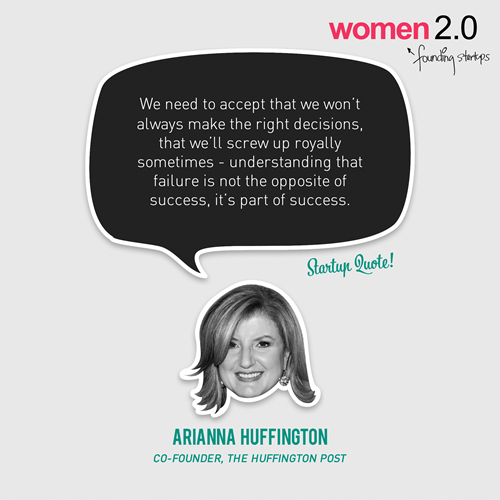 women 2.0
founding startups
We need to accept that we won't
always make the right decisions,
that we'll screw up royally
sometimes - understanding that
failure is not the opposite of
success, it's part of success.
Startup Quote!
ARIANNA HUFFINGTON
CO-FOUNDER, THE HUFFINGTON POST